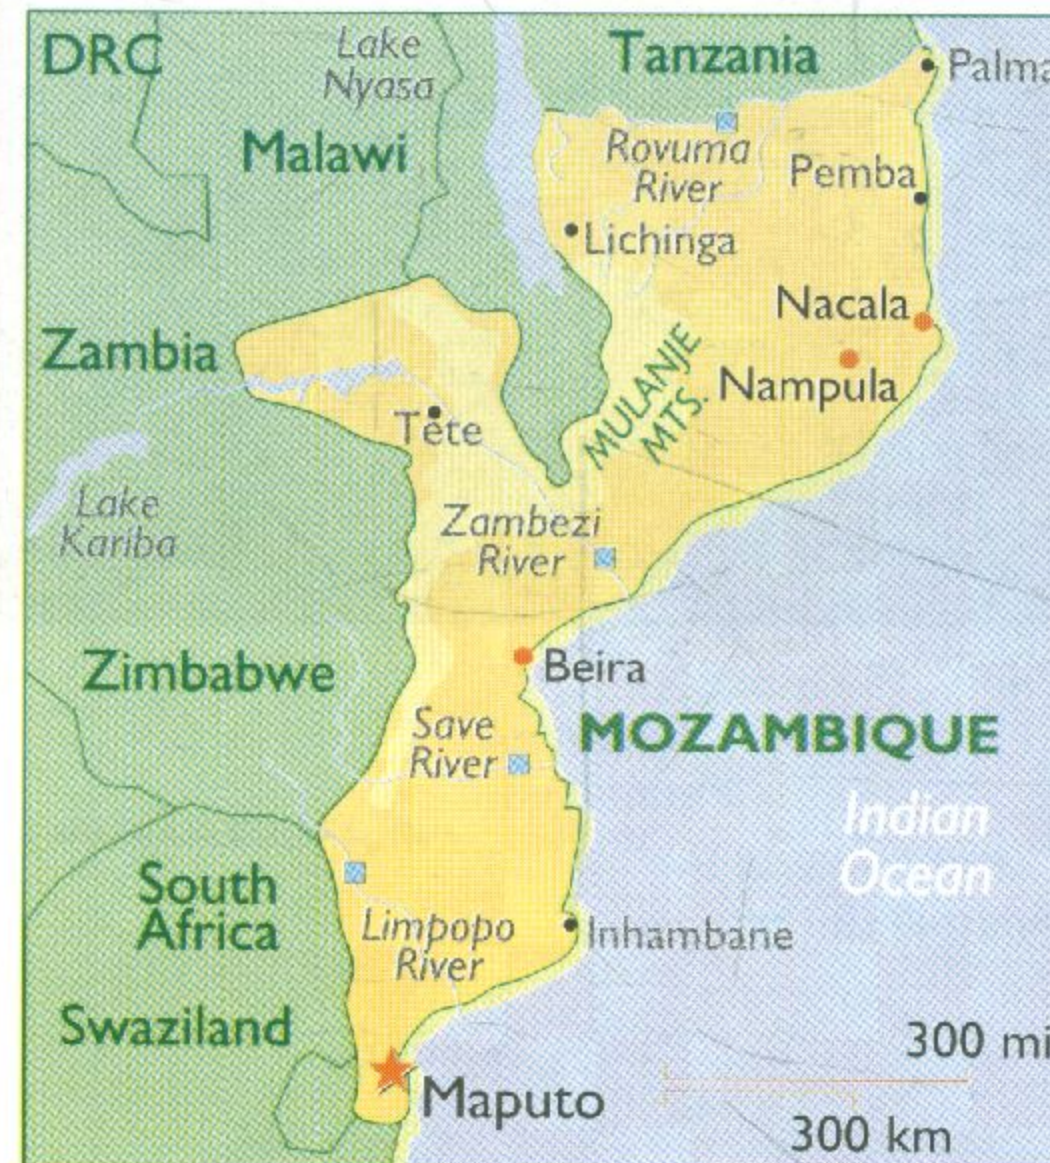 DRC
Lake
Nyasa
Tanzania
Palma
Malawi
Rovuma
River
Pemba
Lichinga
Nacala
Zambia
MULANJE
MTS.
Nampula
Tete
Lake
Kariba
Zambezi
River
Zimbabwe
Beira
Save
River
MOZAMBIQUE
Indian
Ocean
South
Africa
Limpopo
River
Inhambane
Swaziland
300 mi
Maputo
300 km